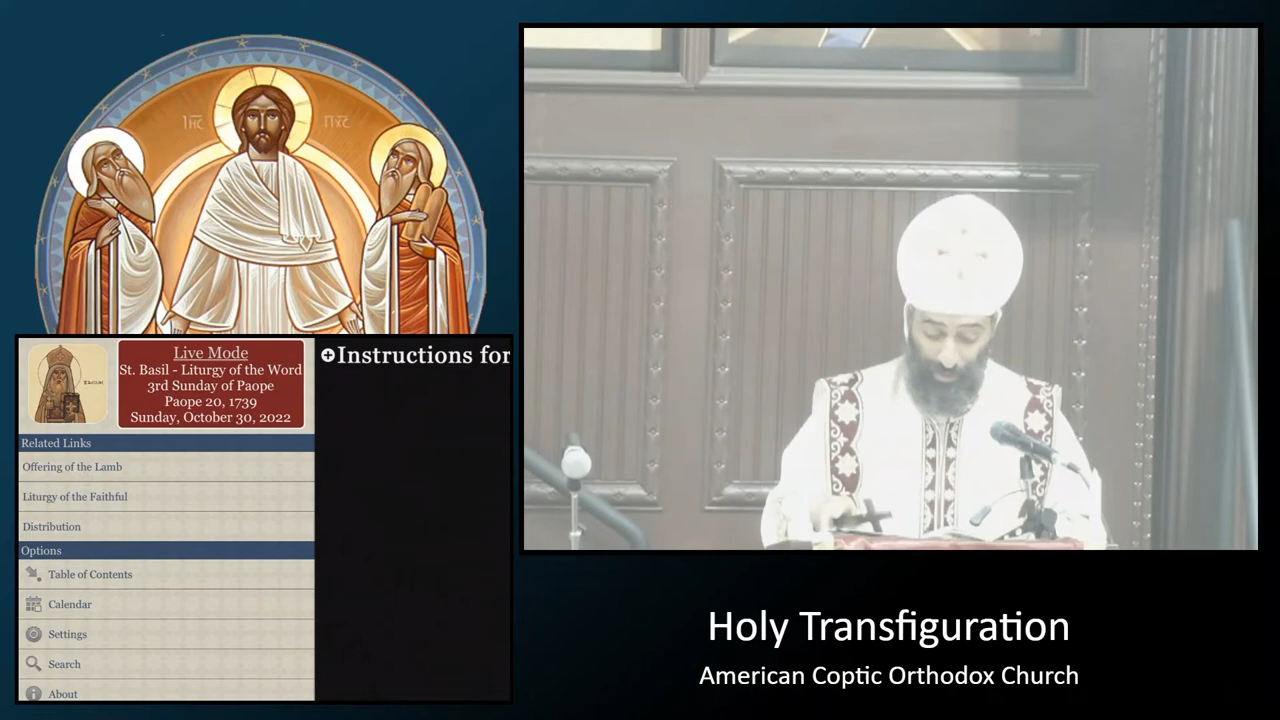 ΙΗΣ ΠΧΣ
Live Mode
St. Basil - Liturgy of the Word
3rd Sunday of Paope
Paope 20, 1739
Sunday, October 30, 2022
Related Links
Offering of the Lamb
Liturgy of the Faithful
Distribution
Options
Table of Contents
Calendar
Settings
Search
About
Instructions for
Holy Transfiguration
American Coptic Orthodox Church